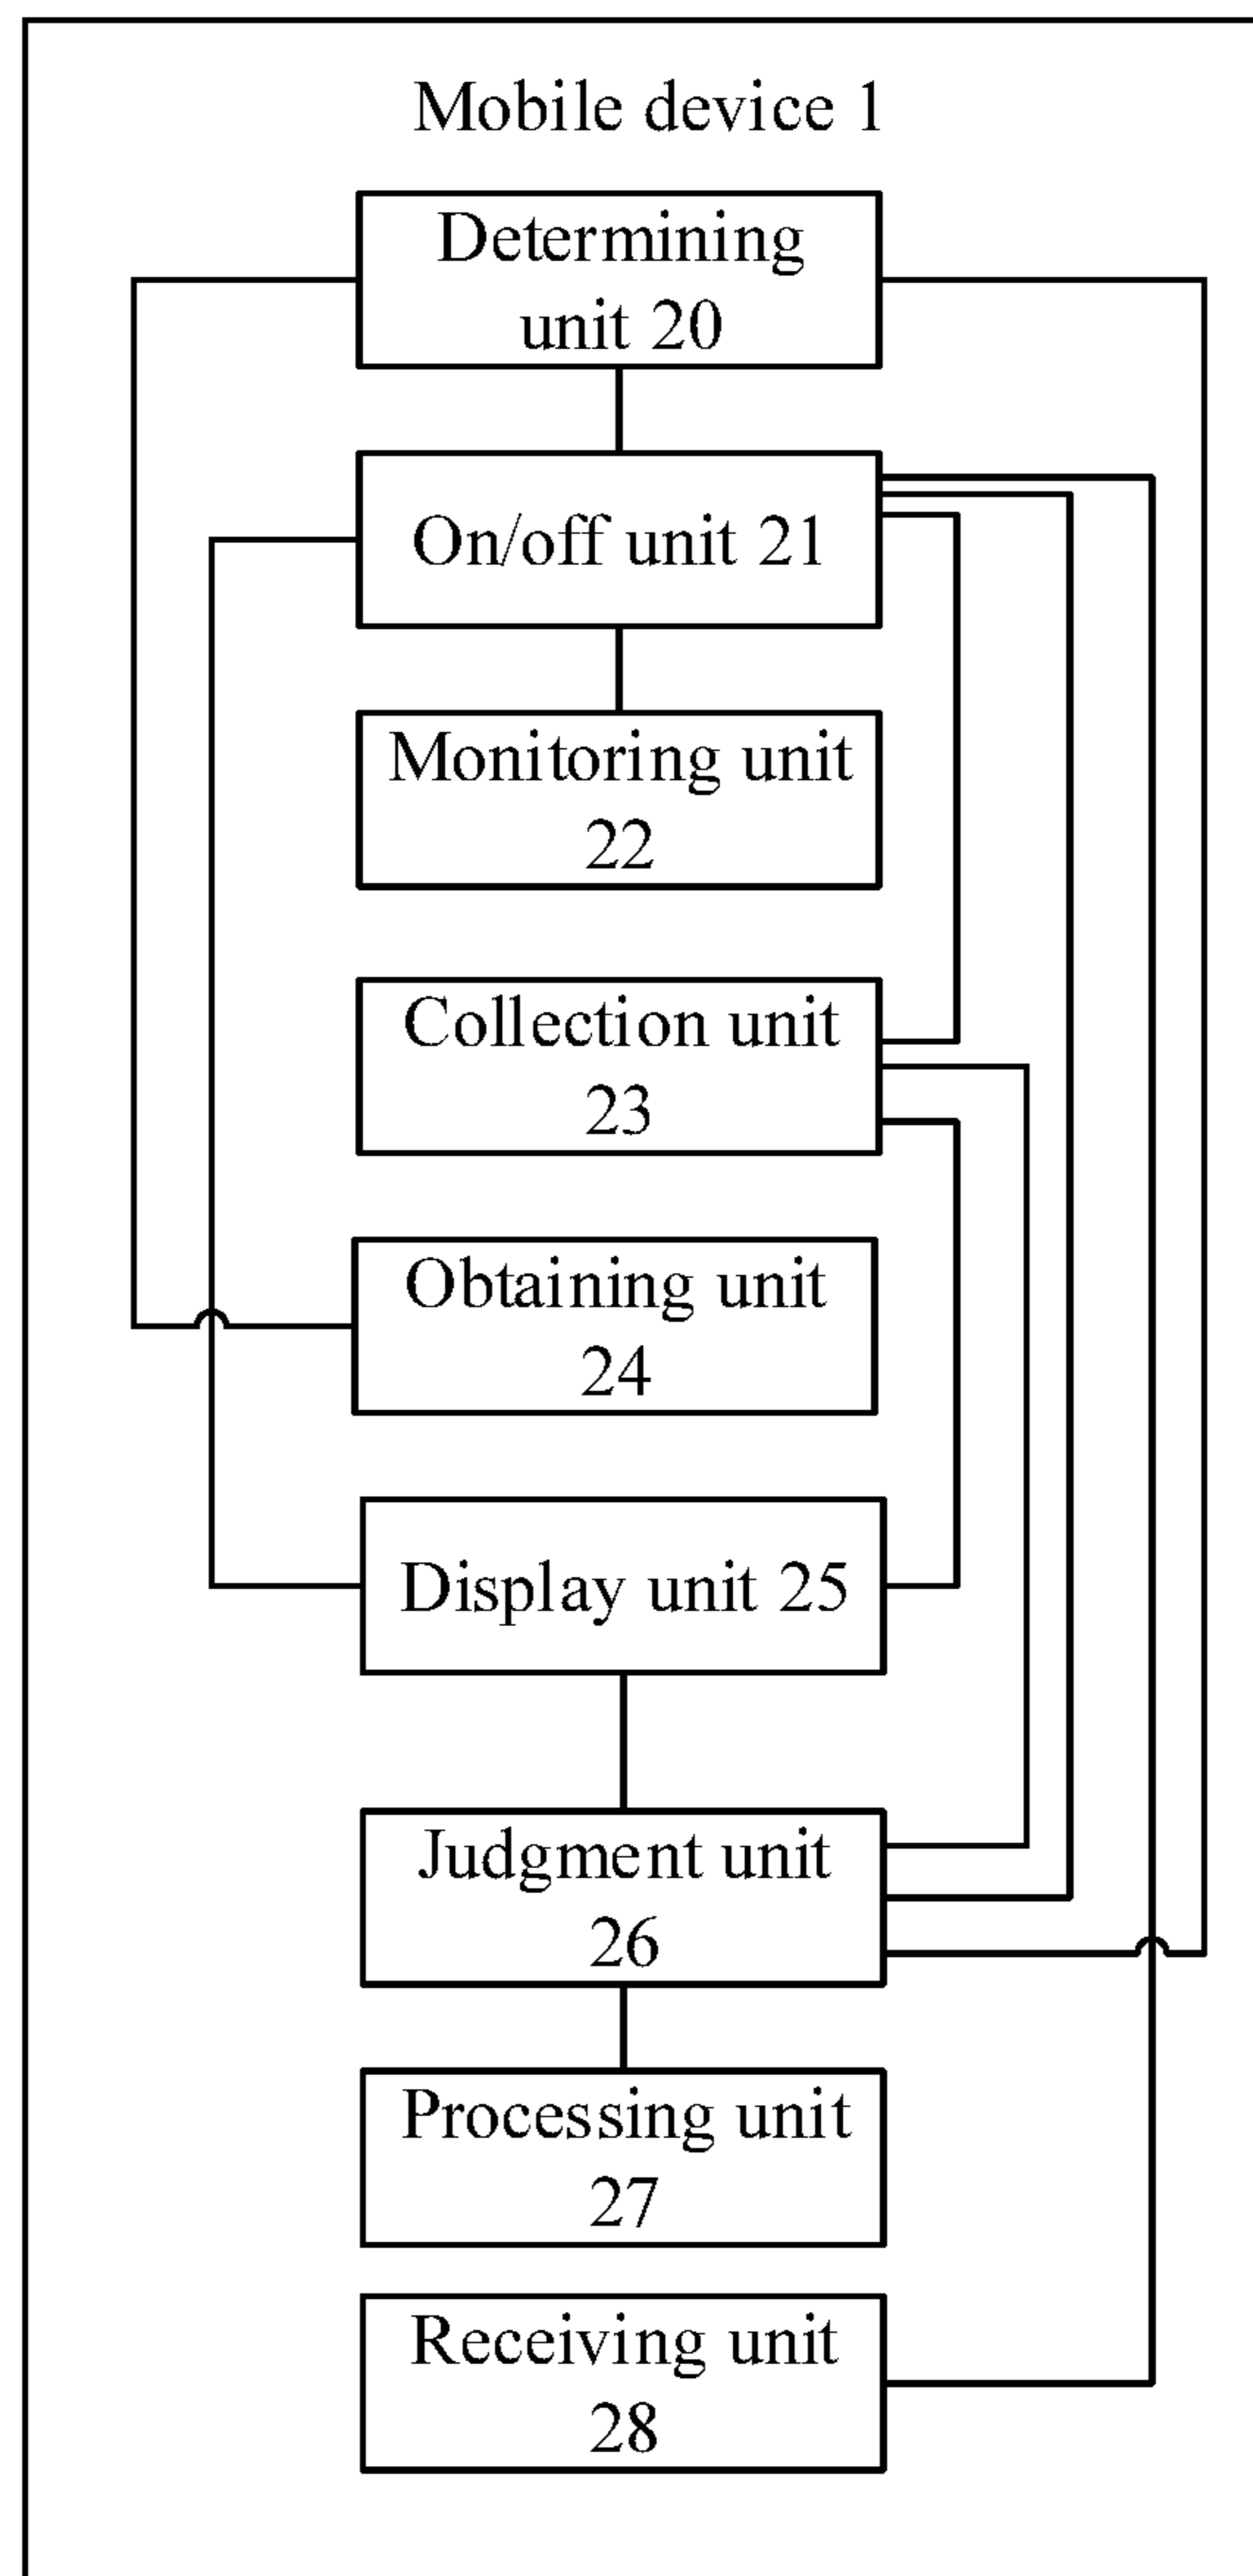 Mobile device 1
Determining
unit 20
On/off unit 21
Monitoring unit
22
Collection unit
23
Obtaining unit
24
Display unit 25
Judgment unit
26
Processing unit
27
Receiving unit
28